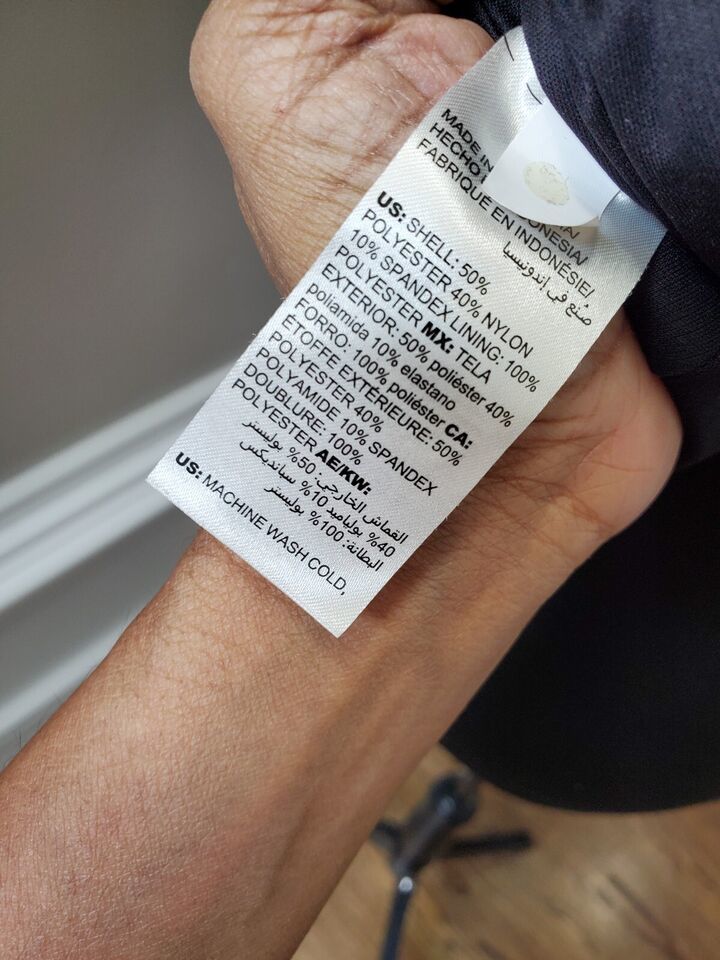 MADE IN
HECHO
FABRIQUÉ EN INDONÉSIE/
صنع في إندونيسيا
US: SHELL: 50%
POLYESTER 40% NYLON
10% SPANDEX LINING: 100%
POLYESTER MX: TELA
EXTERIOR: 50% poliéster 40%
poliamida 10% elastano
FORRO: 100% poliéster CA:
ÉTOFFE EXTÉRIEURE: 50%
POLYESTER 40%
POLYAMIDE 10% SPANDEX
DOUBLURE: 100%
POLYESTER AE/KW:
القماش الخارجي: 50% بوليستر
40% بولياميد 10% سبانديكس
البطانة: 100% بوليستر
US: MACHINE WASH COLD,